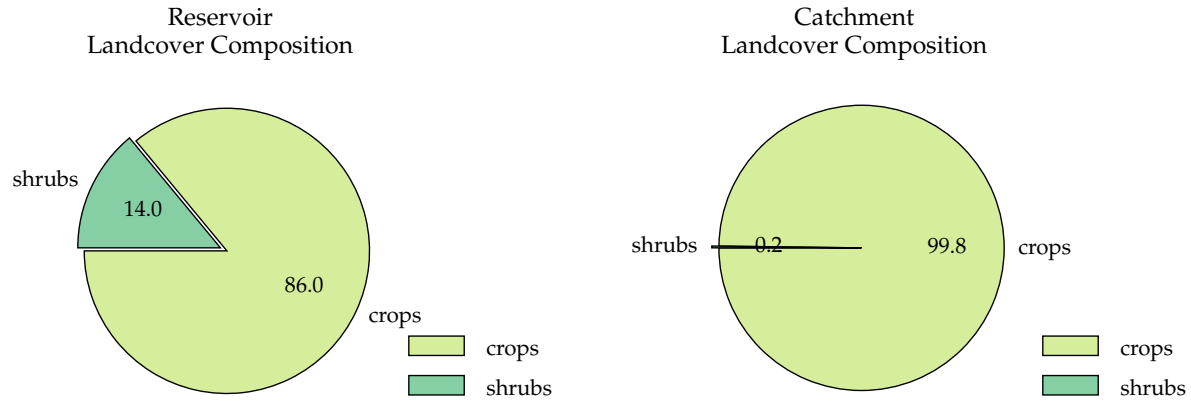 Reservoir
Landcover Composition
shrubs
14.0
86.0
crops
crops
shrubs
Catchment
Landcover Composition
shrubs
0.2
99.8
crops
crops
shrubs